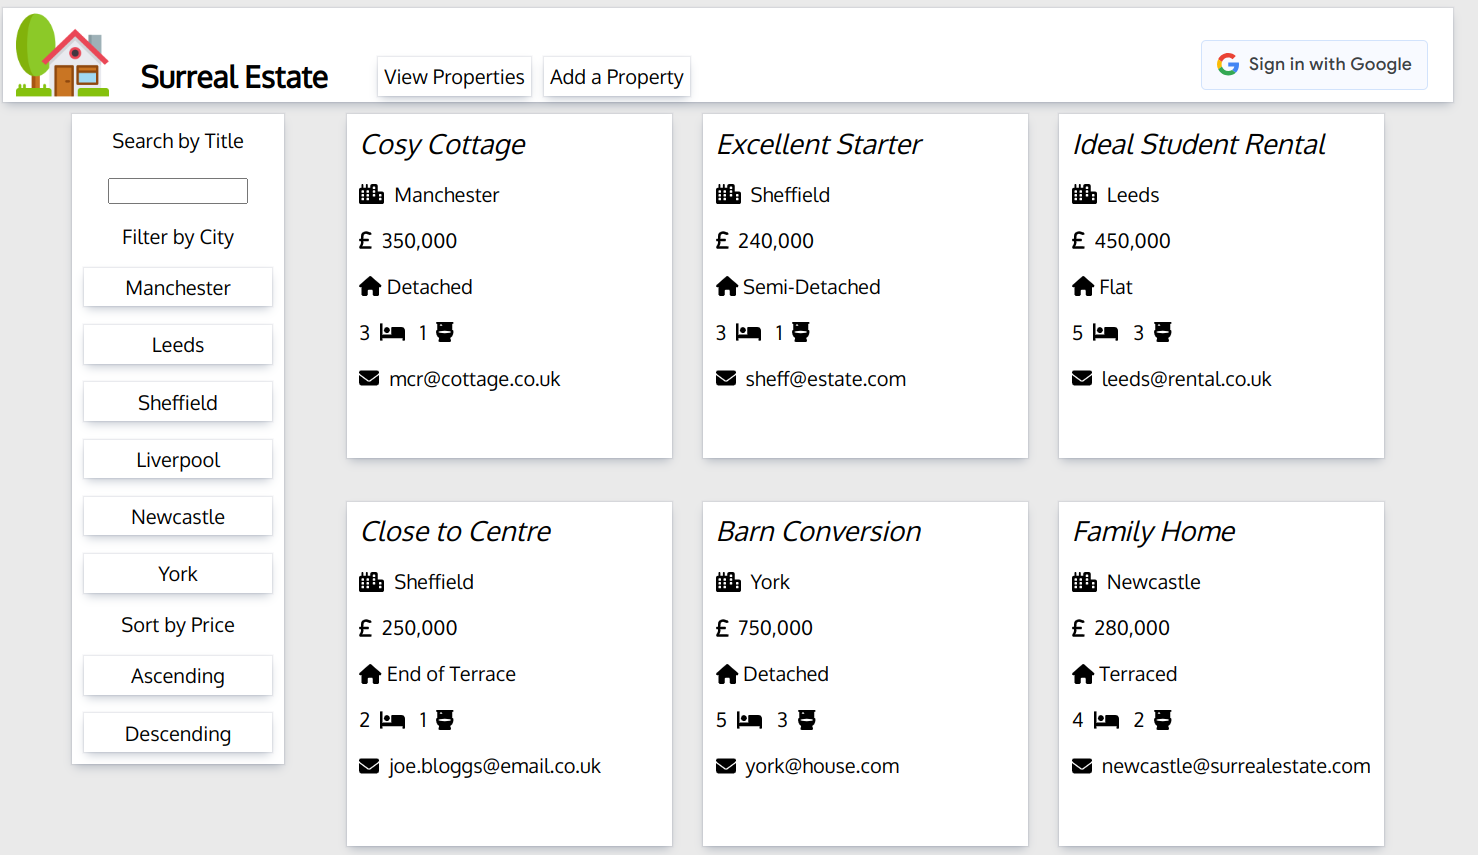 Surreal Estate
View Properties
Add a Property
Sign in with Google
Search by Title
Filter by City
Manchester
Leeds
Sheffield
Liverpool
Newcastle
York
Sort by Price
Ascending
Descending
Cosy Cottage
Manchester
£ 350,000
Detached
3 1
mcr@cottage.co.uk
Excellent Starter
Sheffield
£ 240,000
Semi-Detached
3 1
sheff@estate.com
Ideal Student Rental
Leeds
£ 450,000
Flat
5 3
leeds@rental.co.uk
Close to Centre
Sheffield
£ 250,000
End of Terrace
2 1
joe.bloggs@email.co.uk
Barn Conversion
York
£ 750,000
Detached
5 3
york@house.com
Family Home
Newcastle
£ 280,000
Terraced
4 2
newcastle@surrealestate.com